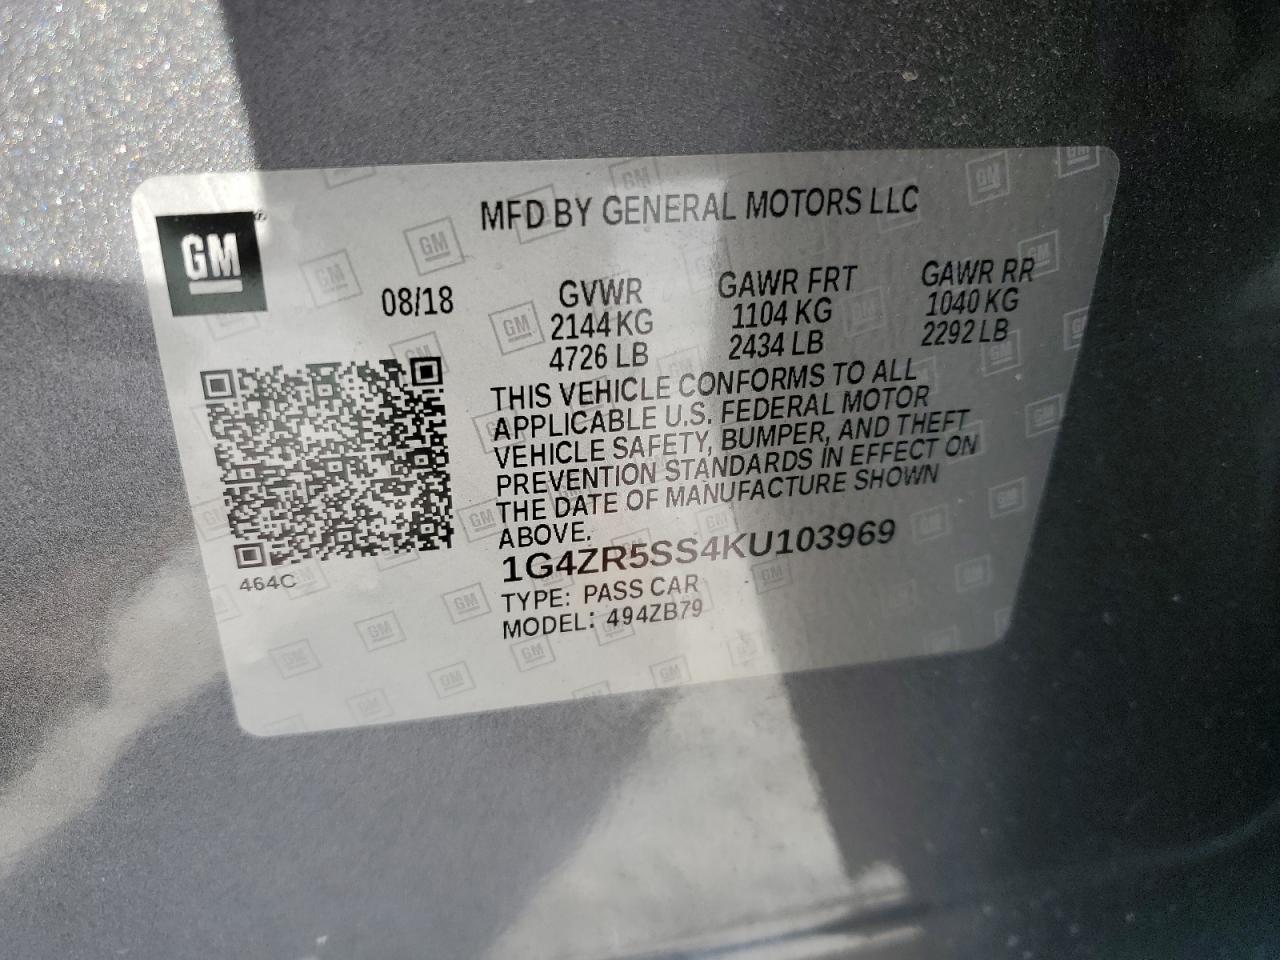 MFD BY GENERAL MOTORS LLC
GM®
08/18
GVWR
2144 KG
4726 LB
GAWR FRT
1104 KG
2434 LB
GAWR RR
1040 KG
2292 LB
THIS VEHICLE CONFORMS TO ALL
APPLICABLE U.S. FEDERAL MOTOR
VEHICLE SAFETY, BUMPER, AND THEFT
PREVENTION STANDARDS IN EFFECT ON
THE DATE OF MANUFACTURE SHOWN
ABOVE.
1G4ZR5SS4KU103969
TYPE: PASS CAR
MODEL: 494ZB79
464C